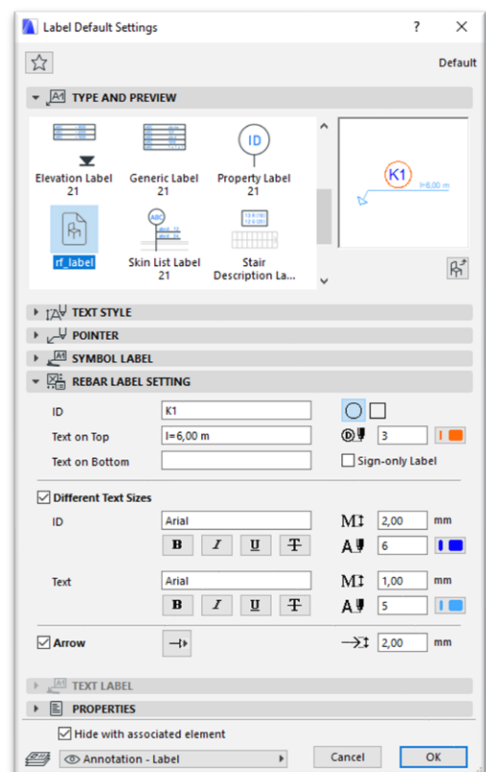 Label Default Settings
? ×
Default
A1 TYPE AND PREVIEW
Elevation Label 21
Generic Label 21
ID
Property Label 21
rf_label
ABC
Skin List Label 21
Stair Description La...
K1
l=6,00 m
TEXT STYLE
POINTER
SYMBOL LABEL
REBAR LABEL SETTING
ID K1
Text on Top l=6,00 m 3
Text on Bottom Sign-only Label
Different Text Sizes
ID Arial M 2,00 mm
B I U T A 6
Text Arial M 1,00 mm
B I U T A 5
Arrow 2,00 mm
A1 TEXT LABEL
PROPERTIES
Hide with associated element
Annotation - Label Cancel OK